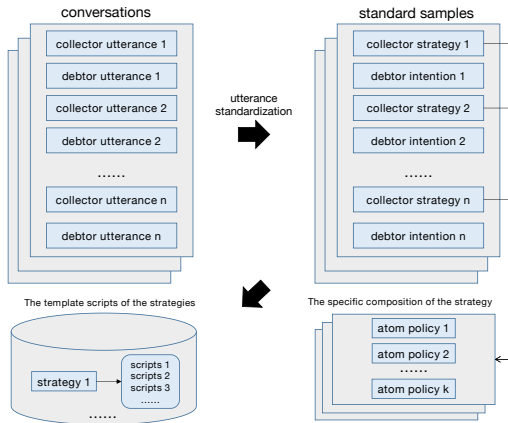 conversations
collector utterance 1
debtor utterance 1
collector utterance 2
debtor utterance 2
......
collector utterance n
debtor utterance n
utterance
standardization
standard samples
collector strategy 1
debtor intention 1
collector strategy 2
debtor intention 2
......
collector strategy n
debtor intention n
The template scripts of the strategies
strategy 1
scripts 1
scripts 2
scripts 3
......
......
The specific composition of the strategy
atom policy 1
atom policy 2
......
atom policy k